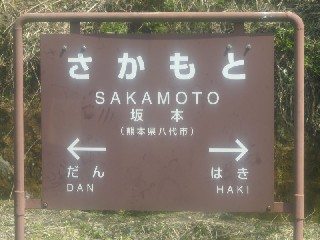 さかもと
SAKAMOTO
坂本
(熊本県八代市)
← →
だん はき
DAN HAKI